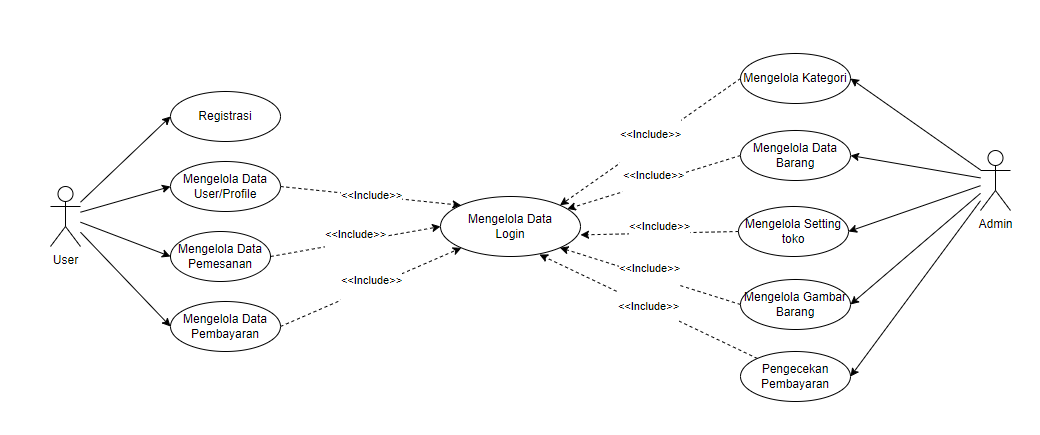 Registrasi
Mengelola Data
User/Profile
Mengelola Data
Pemesanan
Mengelola Data
Pembayaran
User
<<Include>>
<<Include>>
<<Include>>
Mengelola Data
Login
<<Include>>
<<Include>>
<<Include>>
<<Include>>
<<Include>>
Mengelola Kategori
Mengelola Data
Barang
Mengelola Setting
toko
Mengelola Gambar
Barang
Pengecekan
Pembayaran
Admin